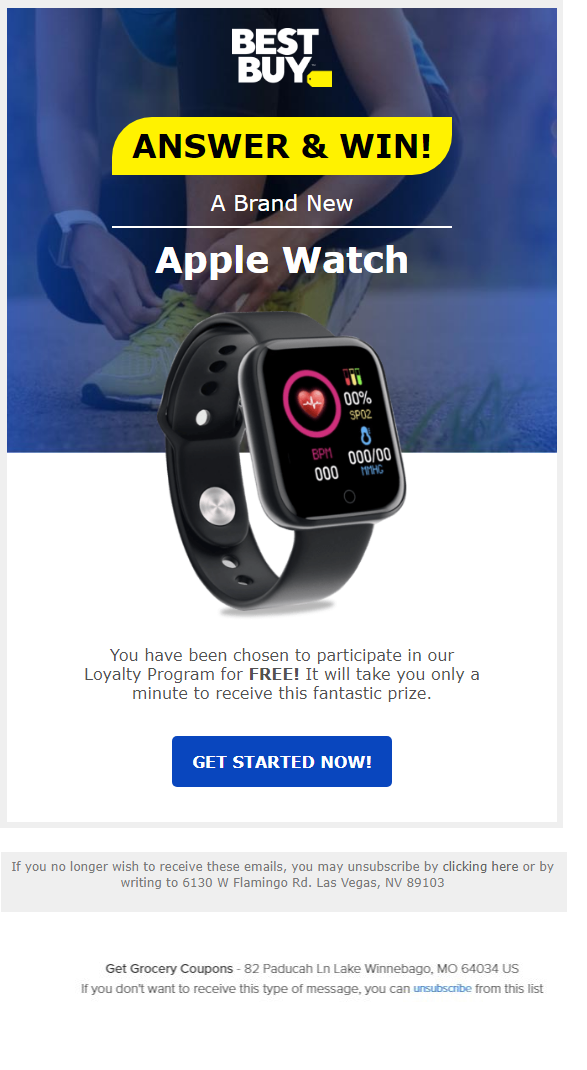 BEST
BUY
ANSWER & WIN!
A Brand New
Apple Watch
00%
SPO2
BPM
000/00
000
MMHG
You have been chosen to participate in our
Loyalty Program for FREE! It will take you only a
minute to receive this fantastic prize.
GET STARTED NOW!
If you no longer wish to receive these emails, you may unsubscribe by clicking here or by
writing to 6130 W Flamingo Rd. Las Vegas, NV 89103
Get Grocery Coupons - 82 Paducah Ln Lake Winnebago, MO 64034 US
If you don't want to receive this type of message, you can unsubscribe from this list